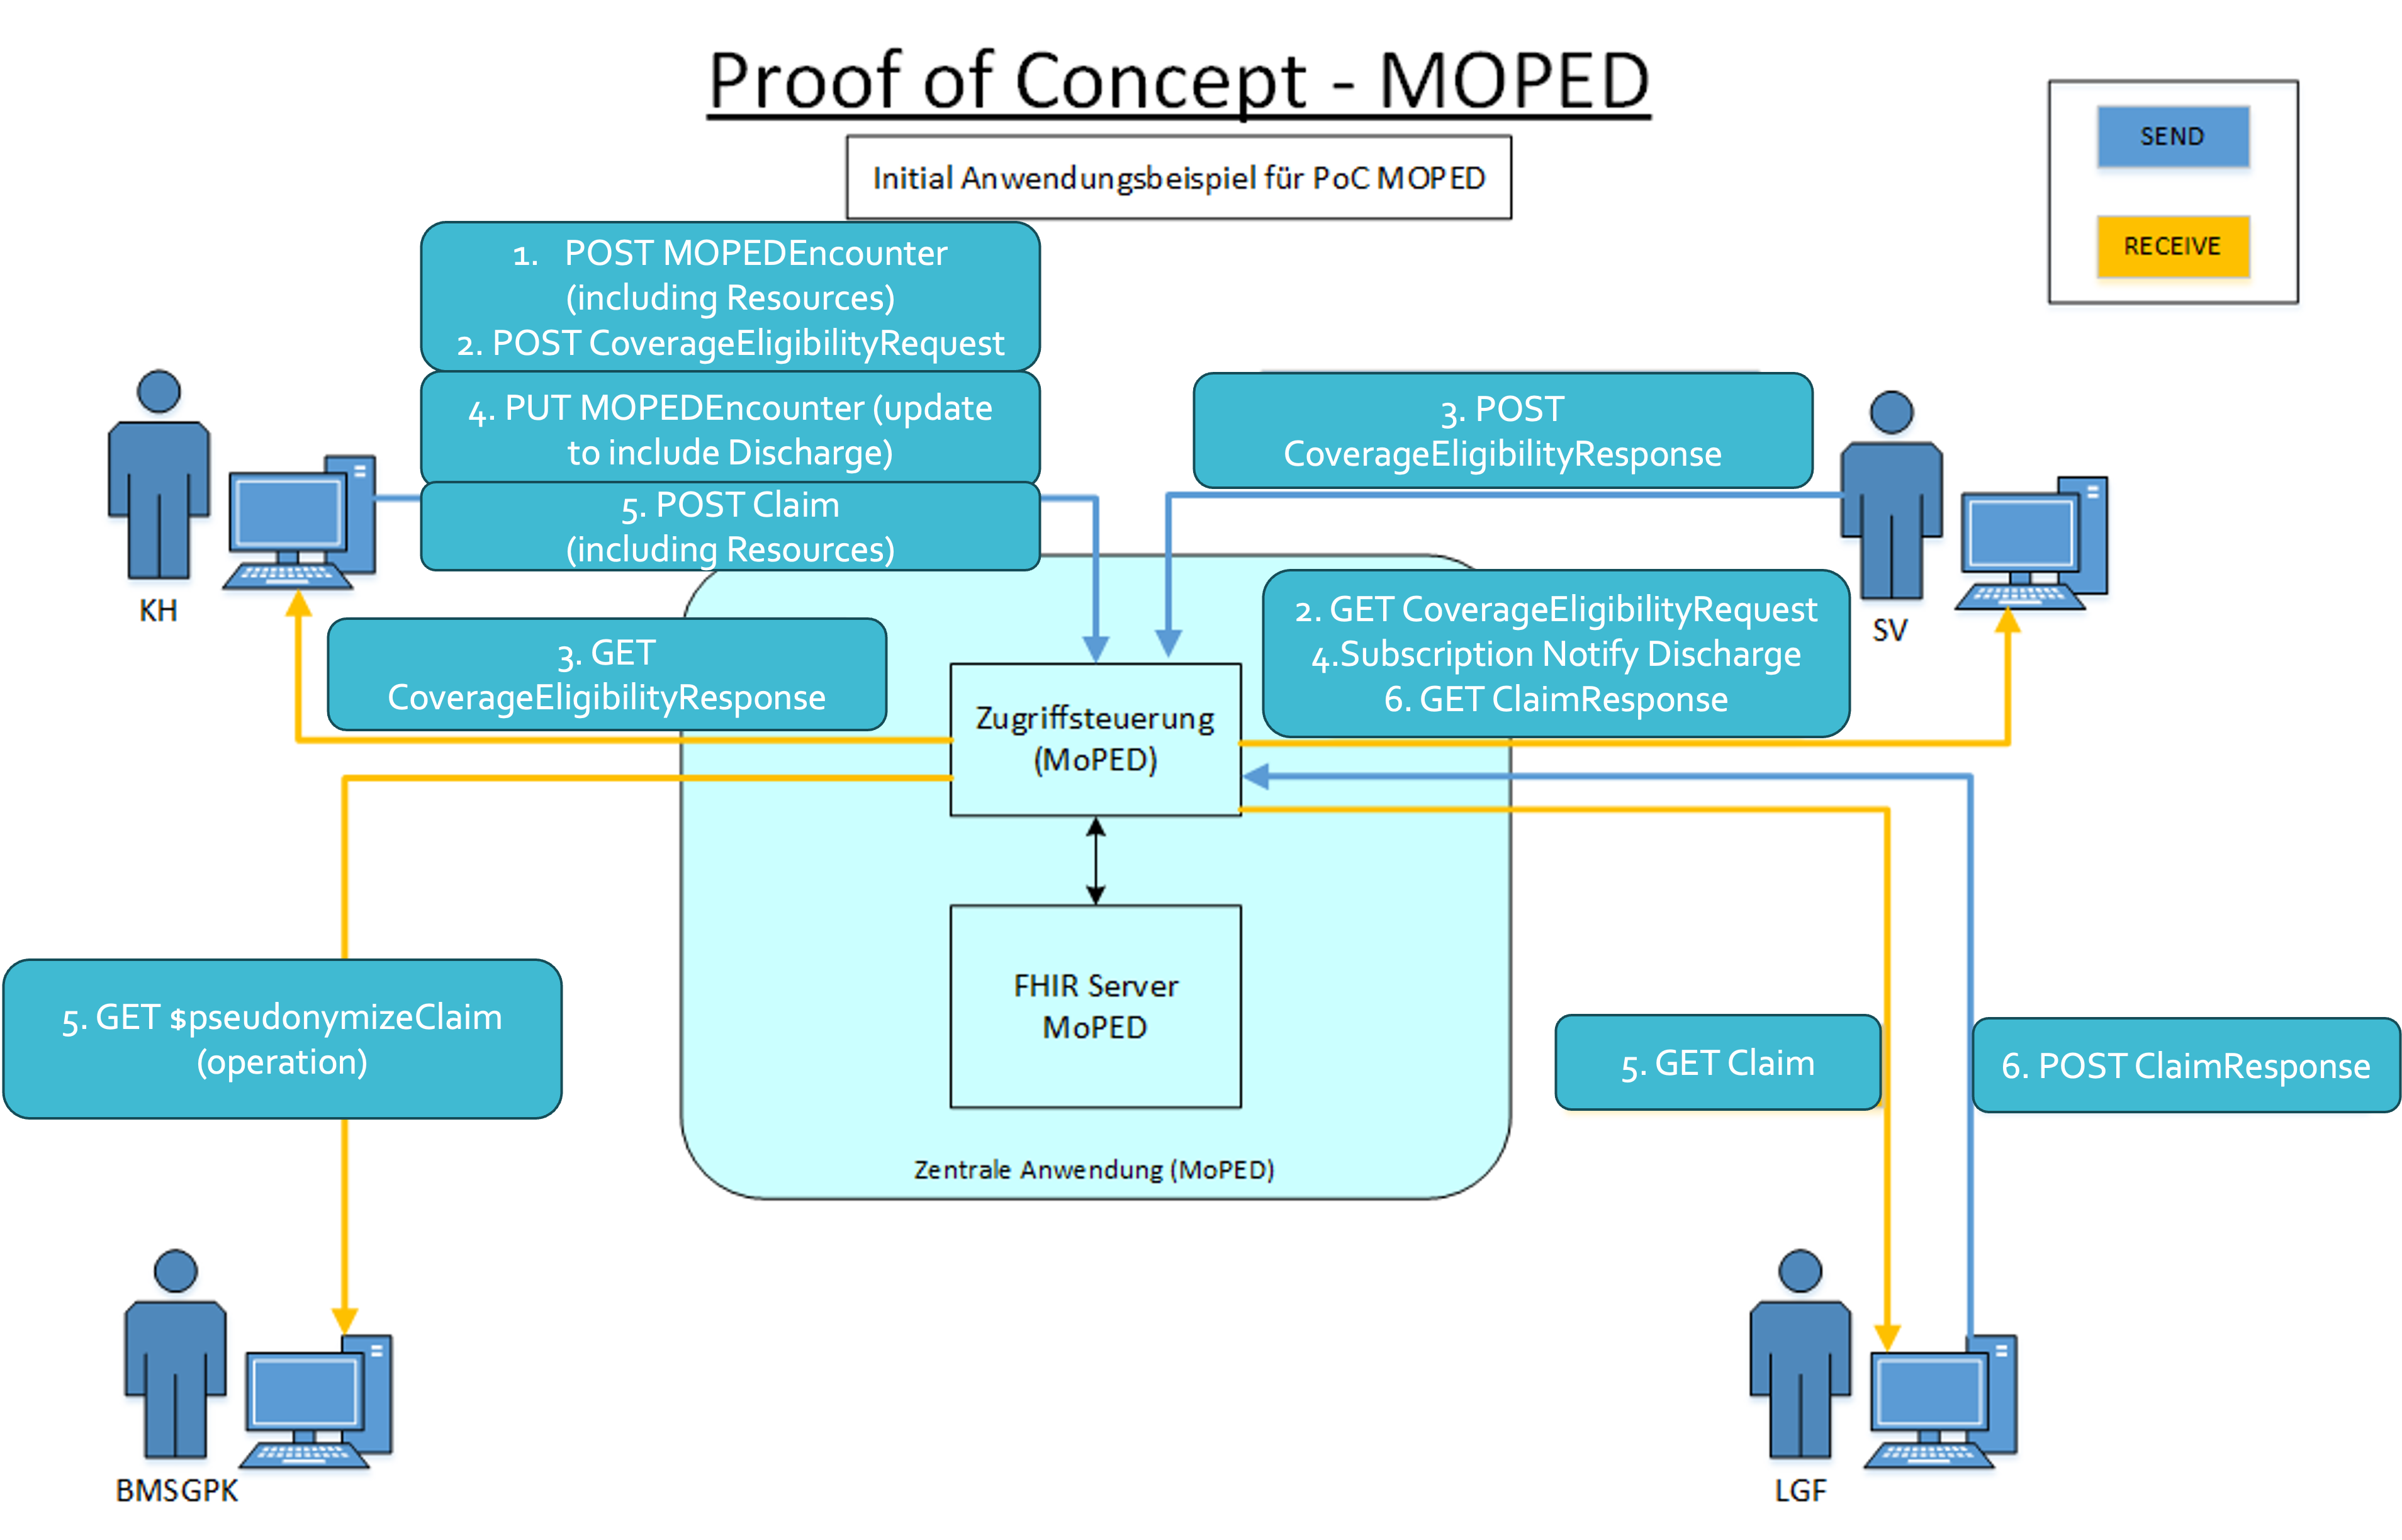 Proof of Concept - MOPED
Initial Anwendungsbeispiel für PoC MOPED
SEND
RECEIVE
1. POST MOPEDEncounter
(including Resources)
2. POST CoverageEligibilityRequest
4. PUT MOPEDEncounter (update
to include Discharge)
5. POST Claim
(including Resources)
3. POST
CoverageEligibilityResponse
KH
SV
3. GET
CoverageEligibilityResponse
2. GET CoverageEligibilityRequest
4.Subscription Notify Discharge
6. GET ClaimResponse
Zugriffsteuerung
(MoPED)
FHIR Server
MoPED
Zentrale Anwendung (MoPED)
5. GET $pseudonymizeClaim
(operation)
5. GET Claim
6. POST ClaimResponse
BMSGPK
LGF